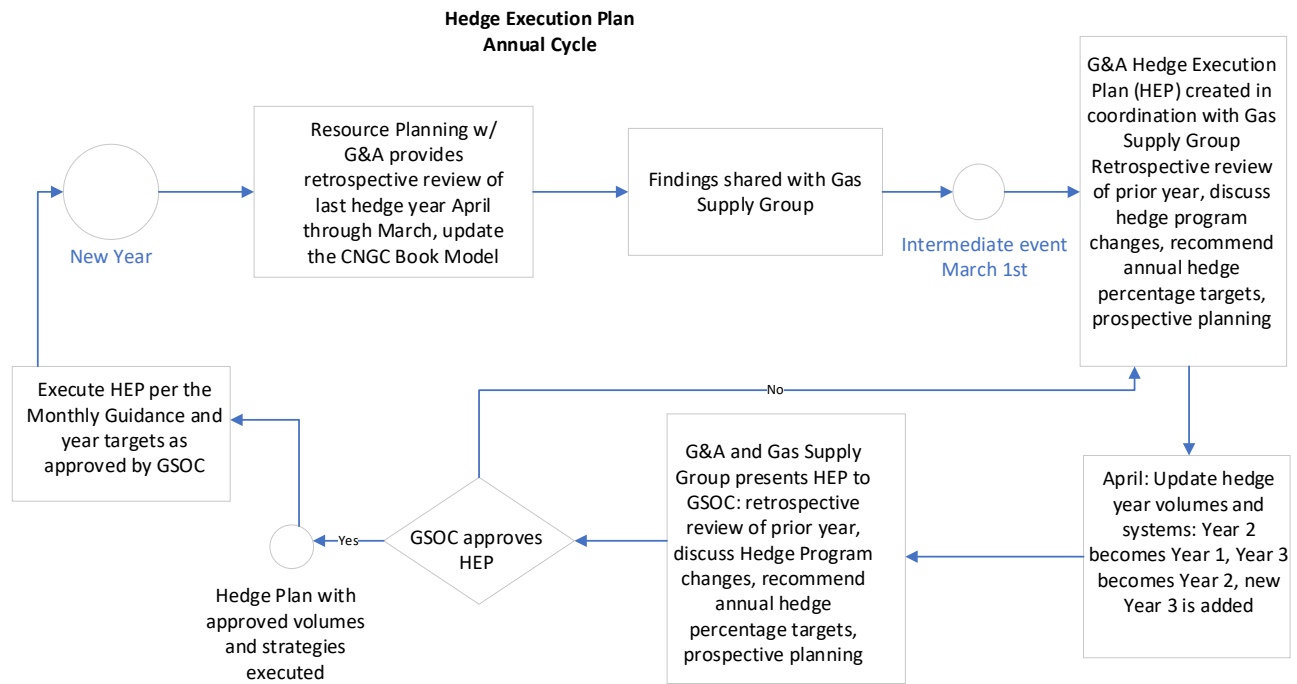 Hedge Execution Plan
Annual Cycle
New Year
Resource Planning w/
G&A provides
retrospective review of
last hedge year April
through March, update
the CNGC Book Model
Findings shared with Gas
Supply Group
Intermediate event
March 1st
G&A Hedge Execution
Plan (HEP) created in
coordination with Gas
Supply Group
Retrospective review
of prior year, discuss
hedge program
changes, recommend
annual hedge
percentage targets,
prospective planning
April: Update hedge
year volumes and
systems: Year 2
becomes Year 1, Year 3
becomes Year 2, new
Year 3 is added
G&A and Gas Supply
Group presents HEP to
GSOC: retrospective
review of prior year,
discuss Hedge Program
changes, recommend
annual hedge
percentage targets,
prospective planning
GSOC approves
HEP
No
Yes
Hedge Plan with
approved volumes
and strategies
executed
Execute HEP per the
Monthly Guidance and
year targets as
approved by GSOC